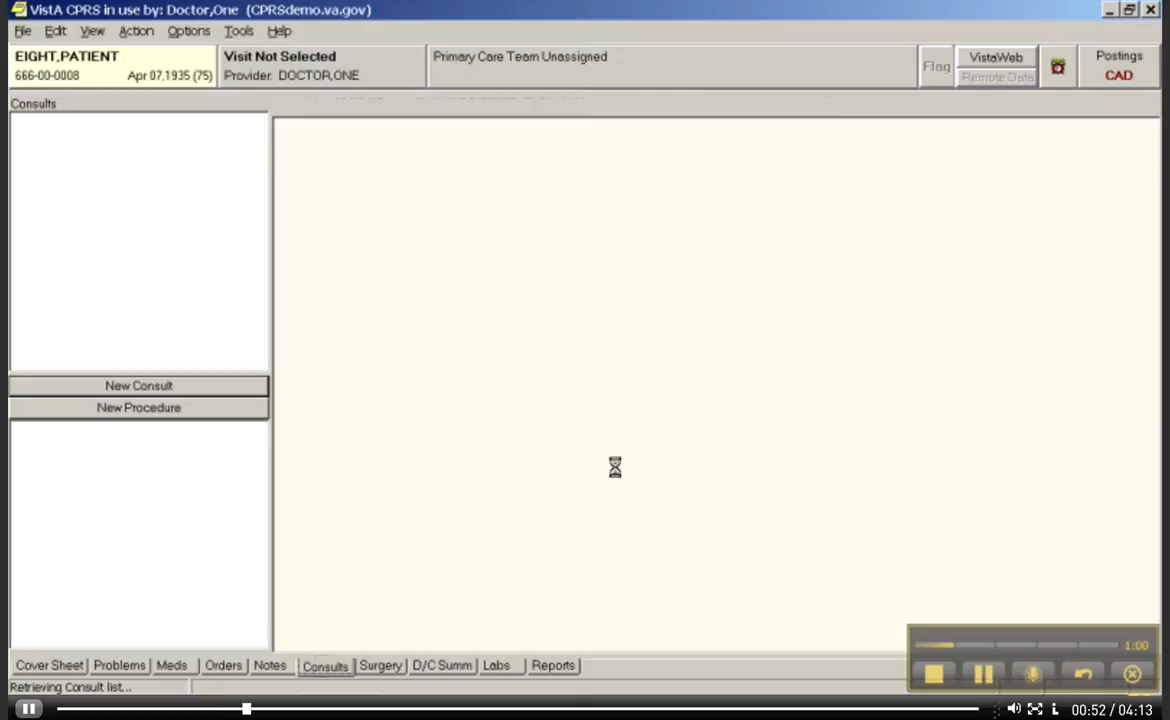 VistA CPRS in use by: Doctor,One (CPRSdemo.va.gov)
File Edit View Action Options Tools Help
EIGHT,PATIENT
666-00-0008 Apr 07,1935 (75)
Visit Not Selected
Provider: DOCTOR,ONE
Primary Care Team Unassigned
Flag
VistaWeb
Remote Data
Postings
CAD
Consults
New Consult
New Procedure
1:00
Cover Sheet Problems Meds Orders Notes Consults Surgery D/C Summ Labs Reports
Retrieving Consult list...
00:52 / 04:13